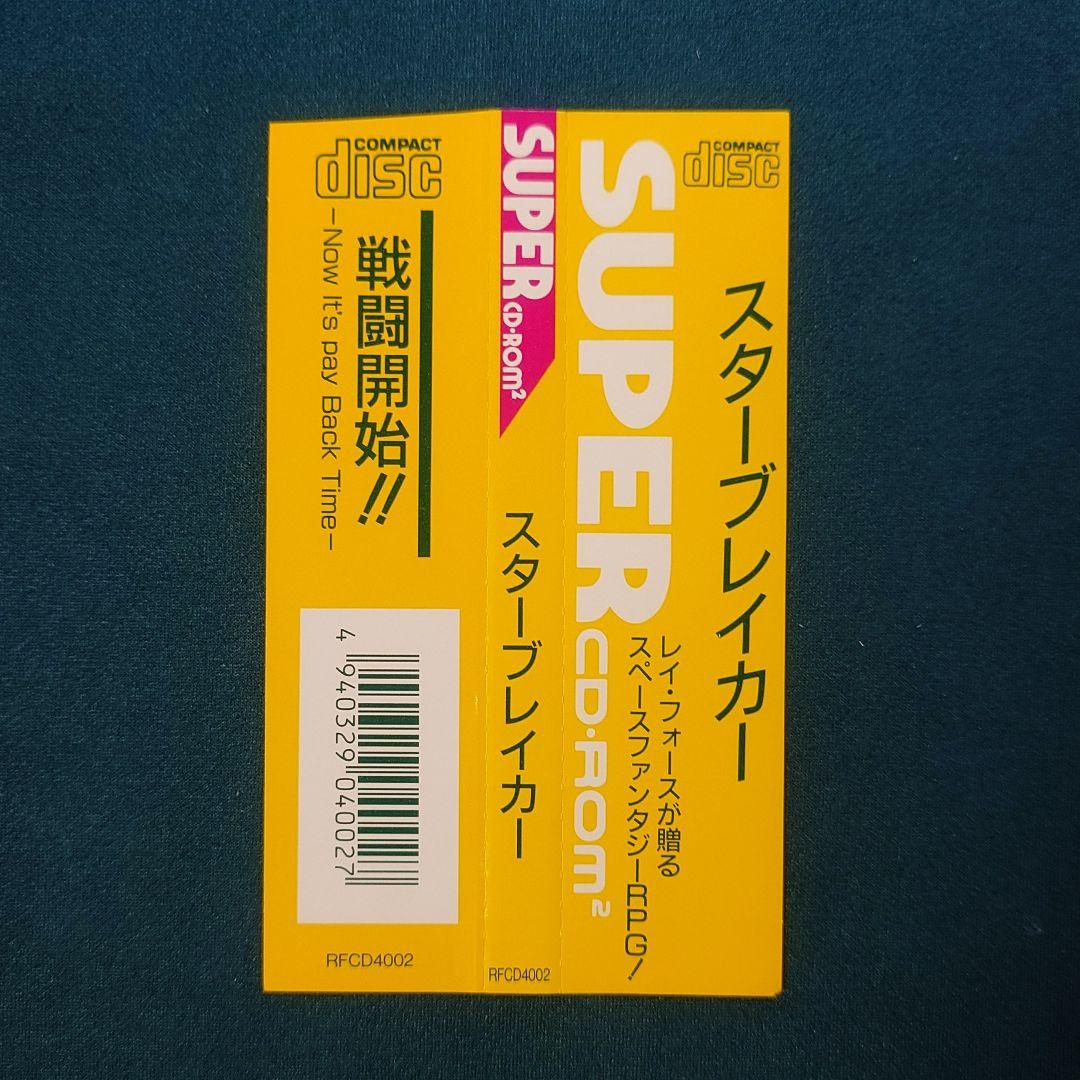 COMPACT
disc
戦闘開始!!
−Now It's pay Back Time−
4 940329 040027
RFCD4002
SUPER
CD・ROM²
スターブレイカー
RFCD4002
COMPACT
disc
スターブレイカー
SUPER
CD・ROM²
レイ・フォースが贈る
スペースファンタジーRPG!